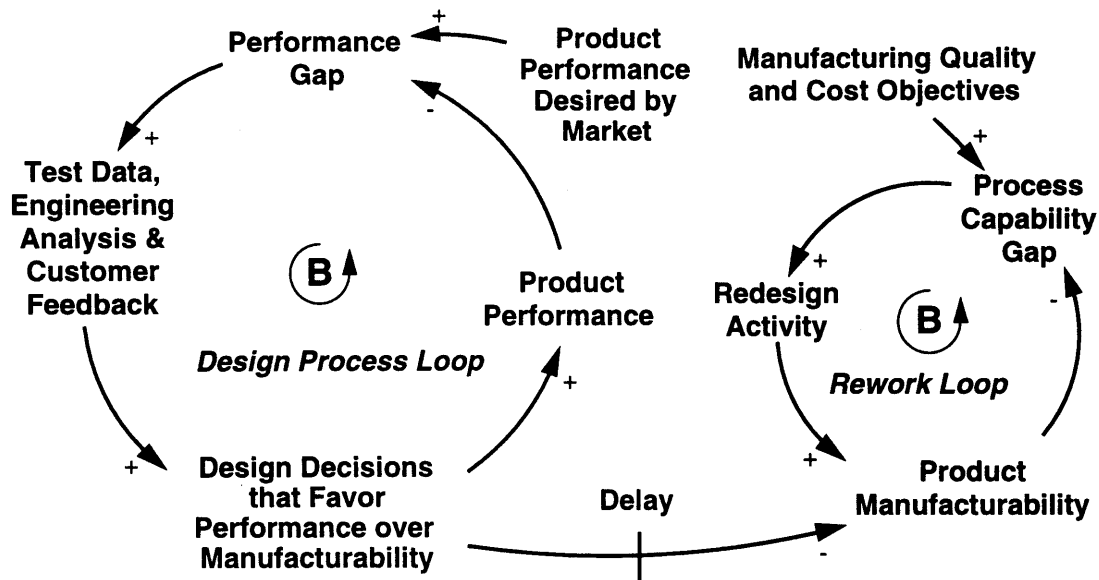 Performance
Gap
+
Product
Performance
Desired by
Market
Manufacturing Quality
and Cost Objectives
-
+
+
Test Data,
Engineering
Analysis &
Customer
Feedback
Process
Capability
Gap
+
B
Product
Performance
Redesign
Activity
-
B
Design Process Loop
Rework Loop
+
+
+
Design Decisions
that Favor
Performance over
Manufacturability
Delay
Product
Manufacturability
-